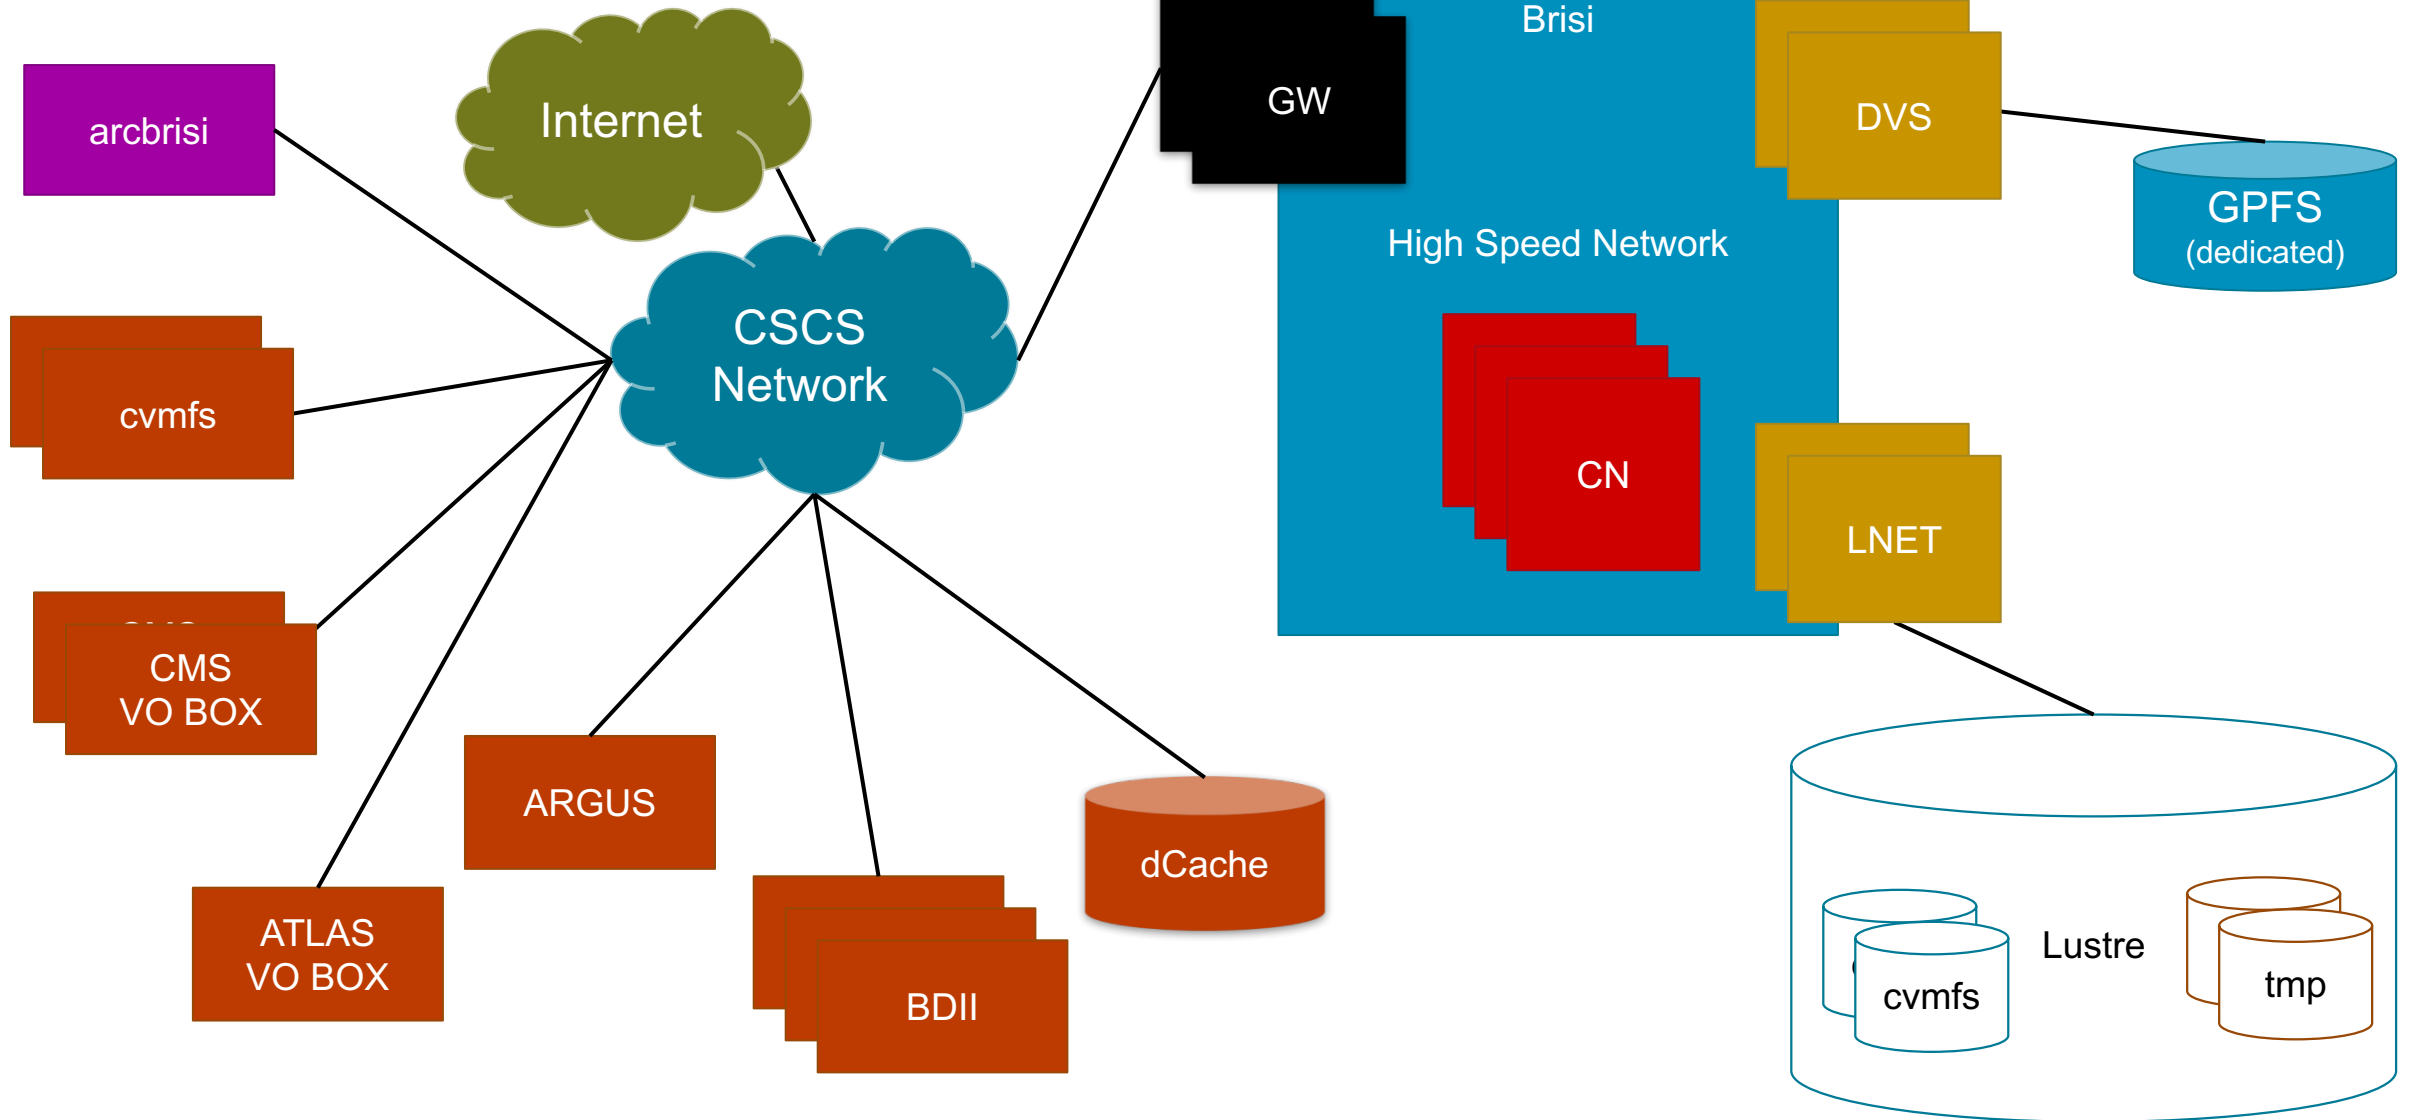 Brisi
arcbrisi
Internet
GW
DVS
GPFS
(dedicated)
High Speed Network
CSCS
Network
cvmfs
CN
LNET
CMS
VO BOX
ARGUS
dCache
ATLAS
VO BOX
BDII
Lustre
cvmfs
tmp